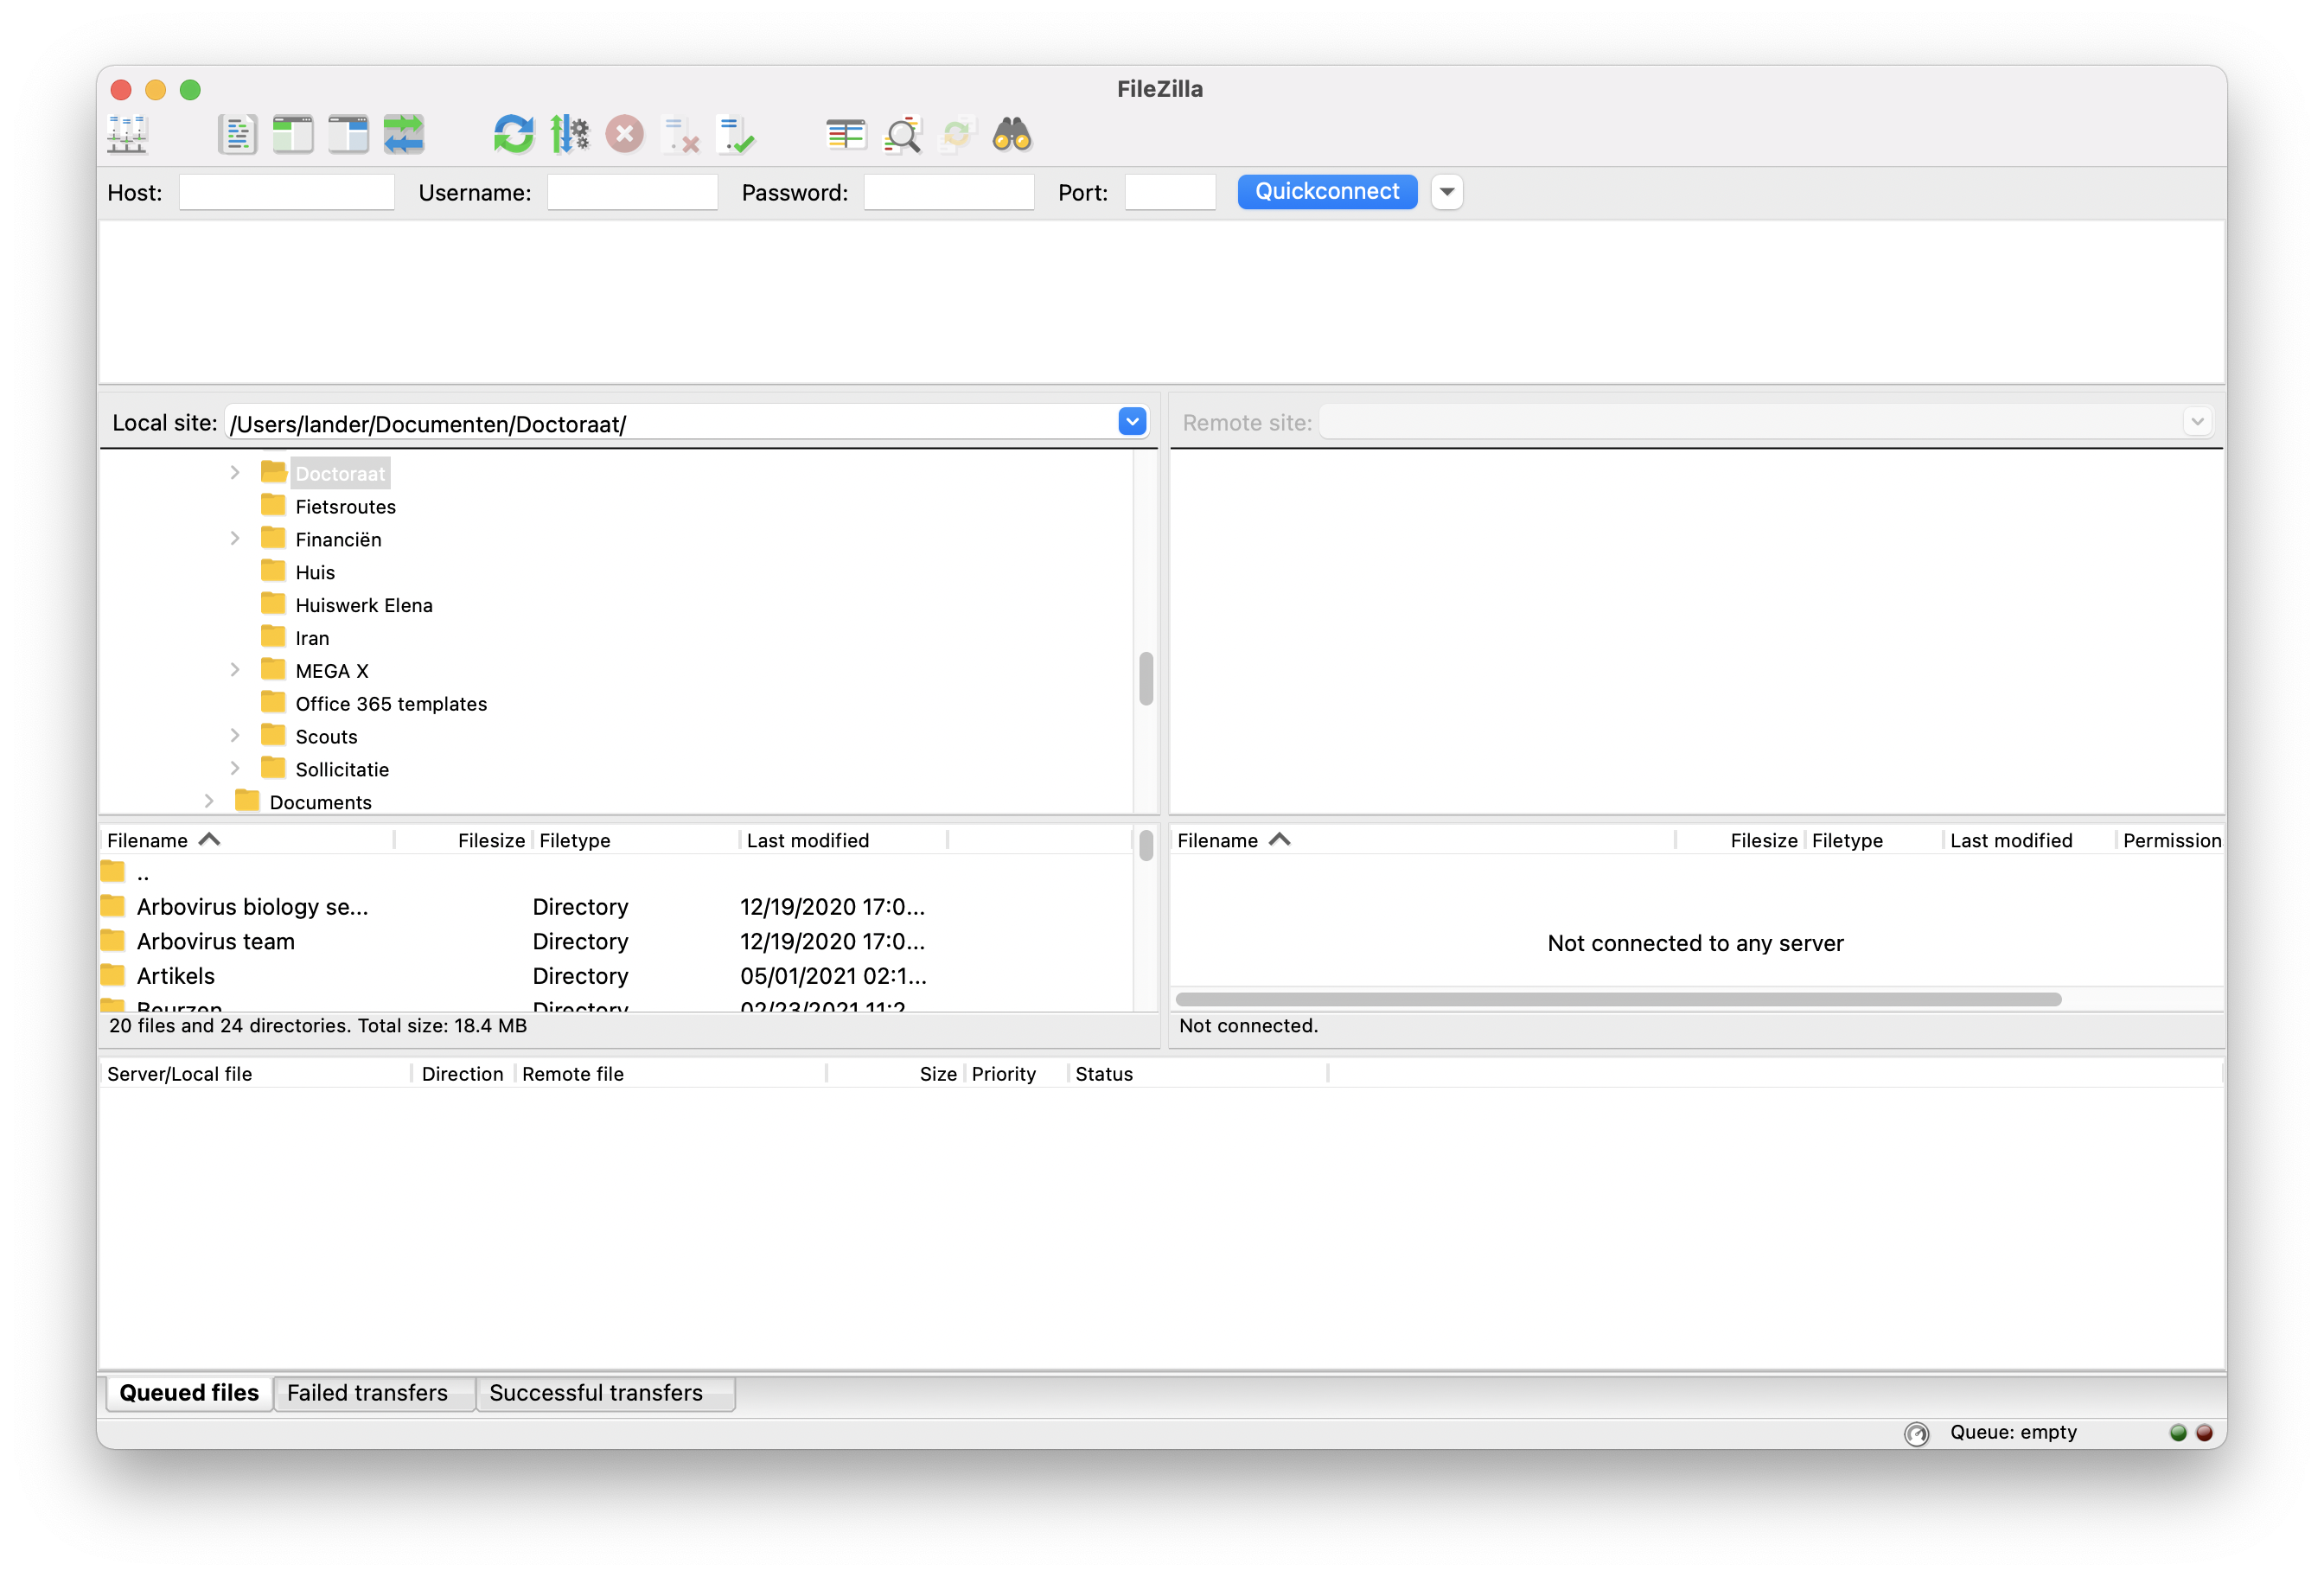 FileZilla
Host: Username: Password: Port: Quickconnect
Local site: /Users/lander/Documenten/Doctoraat/
Remote site:
Doctoraat
Fietsroutes
Financiën
Huis
Huiswerk Elena
Iran
MEGA X
Office 365 templates
Scouts
Sollicitatie
Documents
Filename Filesize Filetype Last modified
..
Arbovirus biology se... Directory 12/19/2020 17:0...
Arbovirus team Directory 12/19/2020 17:0...
Artikels Directory 05/01/2021 02:1...
Beurzen Directory 02/23/2021 11:2...
20 files and 24 directories. Total size: 18.4 MB
Filename Filesize Filetype Last modified Permission
Not connected to any server
Not connected.
Server/Local file Direction Remote file Size Priority Status
Queued files Failed transfers Successful transfers
Queue: empty